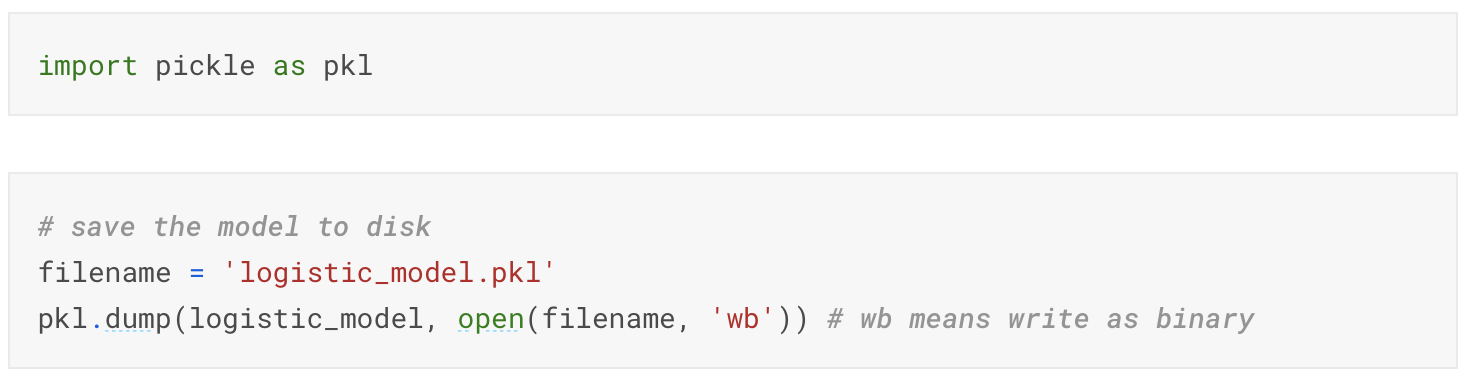 import pickle as pkl
# save the model to disk
filename = 'logistic_model.pkl'
pkl.dump(logistic_model, open(filename, 'wb')) # wb means write as binary